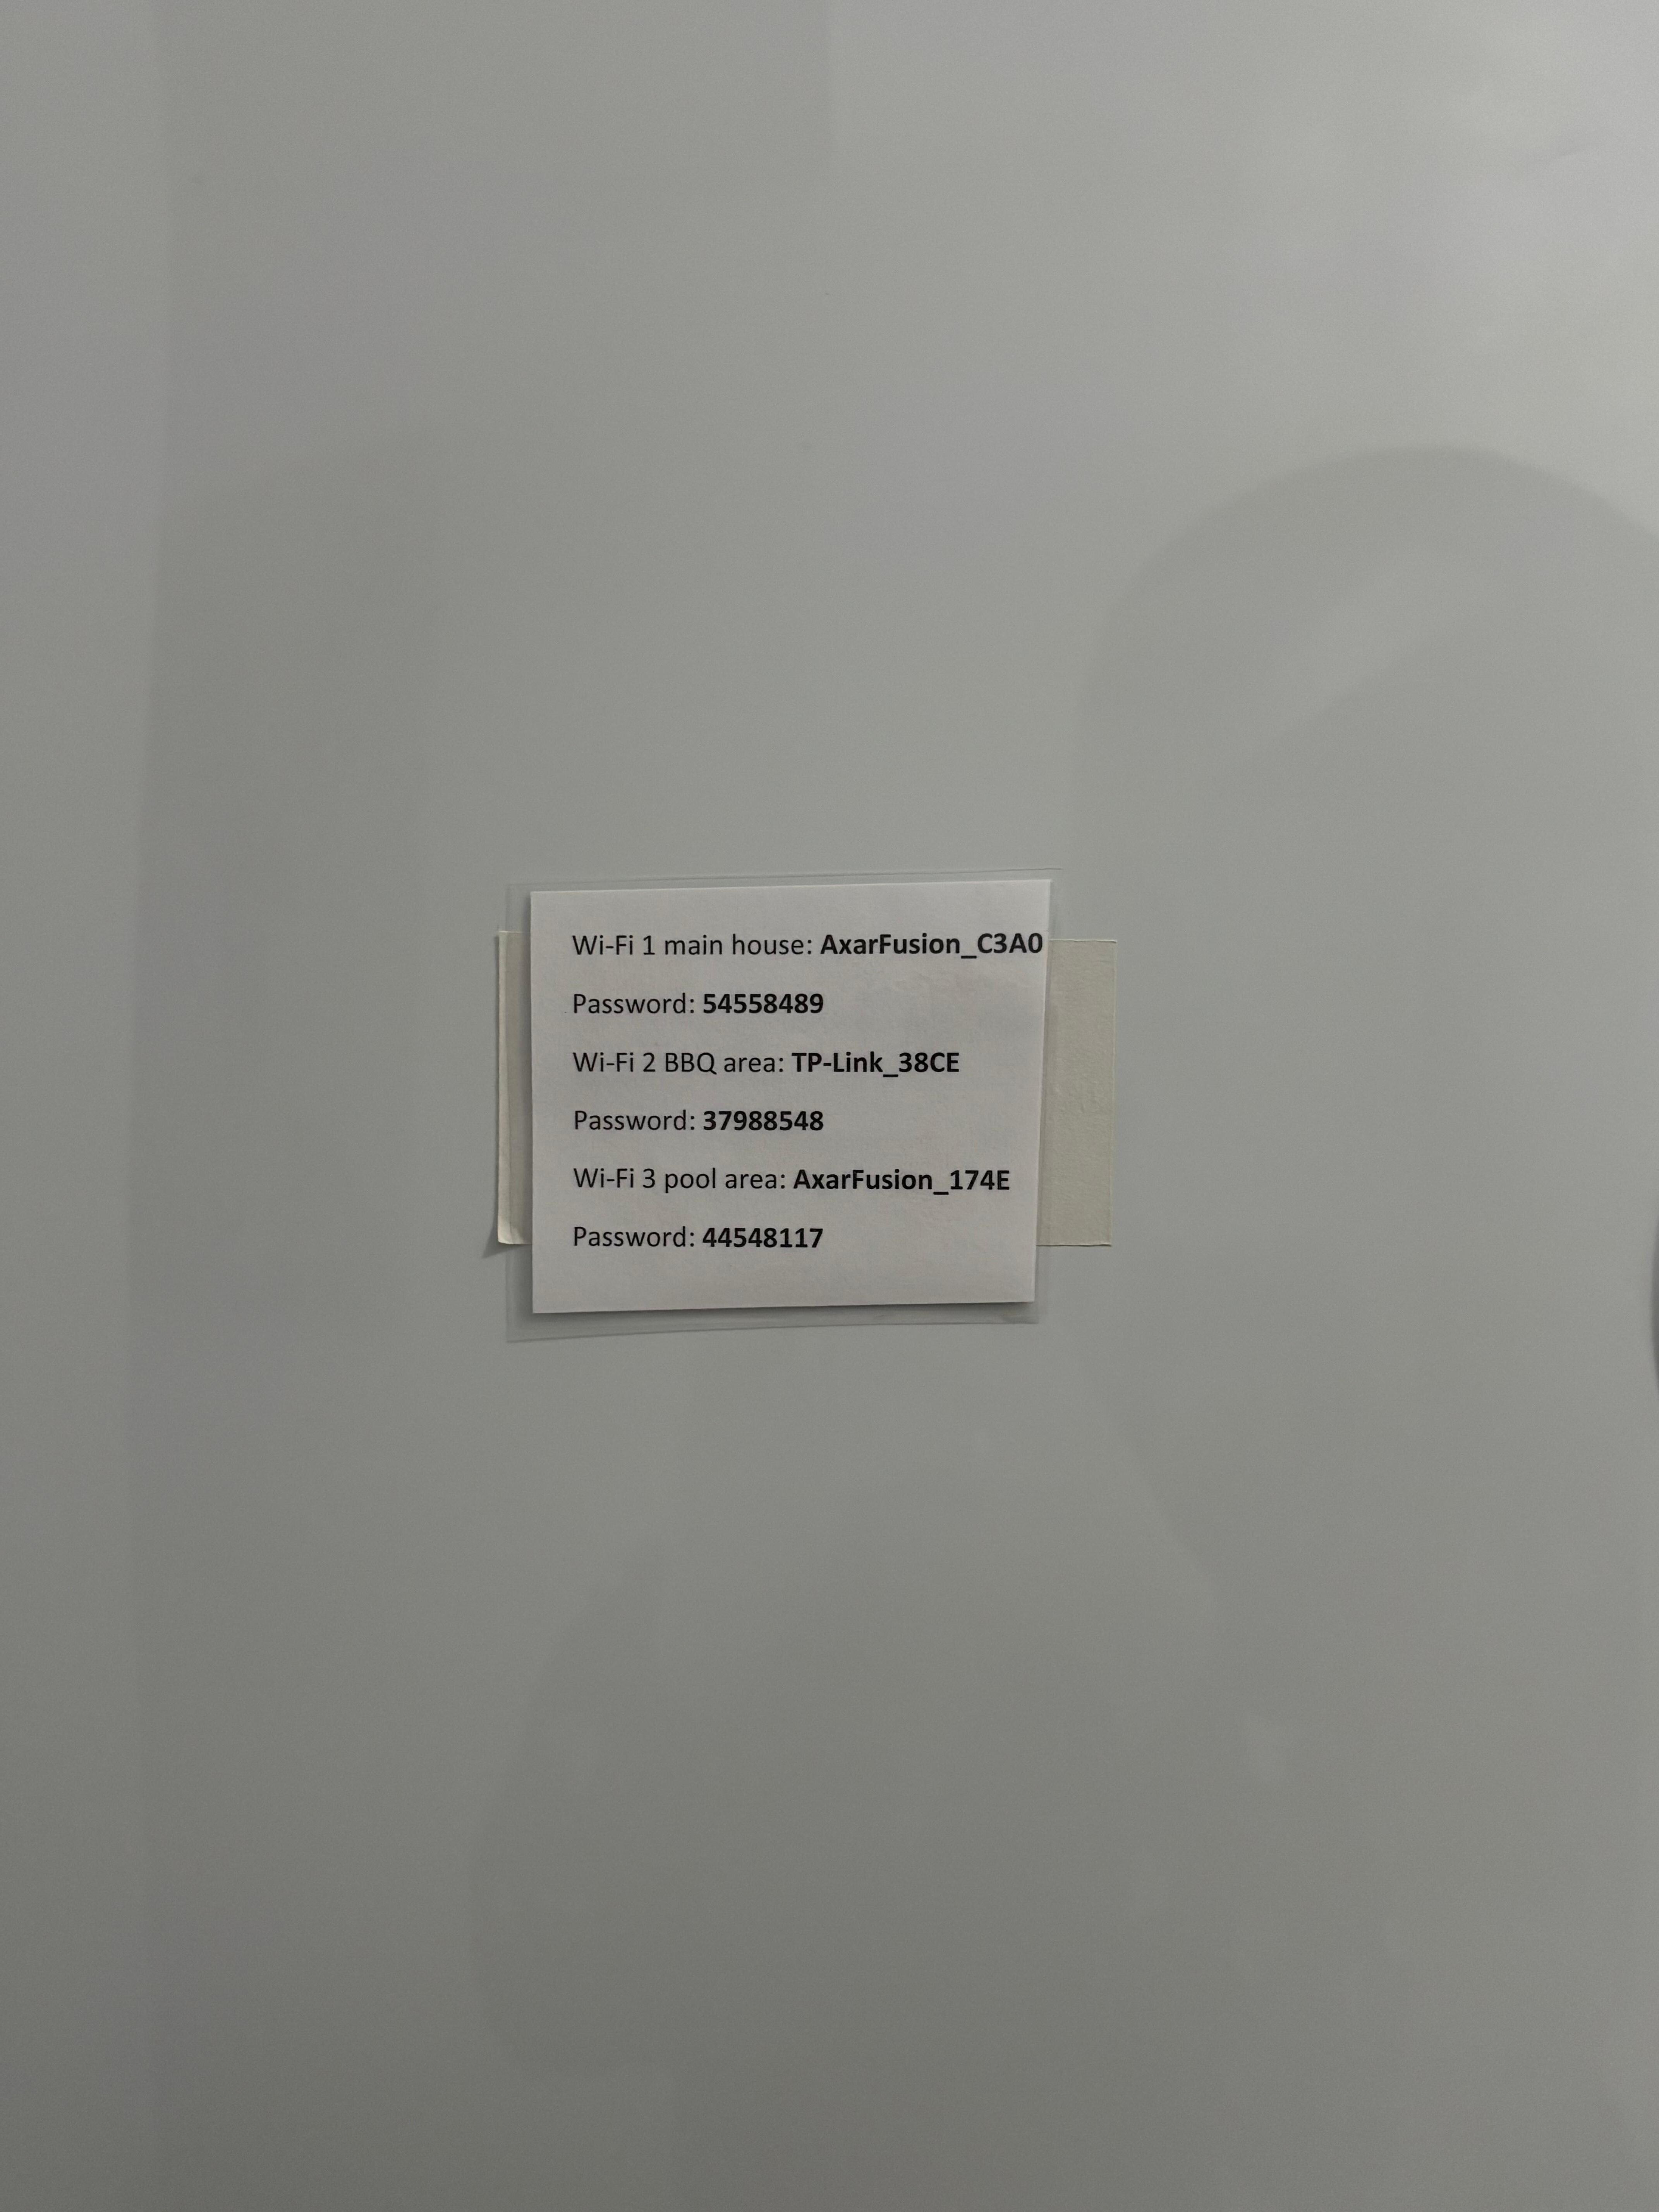 Wi-Fi 1 main house: AxarFusion_C3A0
Password: 54558489
Wi-Fi 2 BBQ area: TP-Link_38CE
Password: 37988548
Wi-Fi 3 pool area: AxarFusion_174E
Password: 44548117